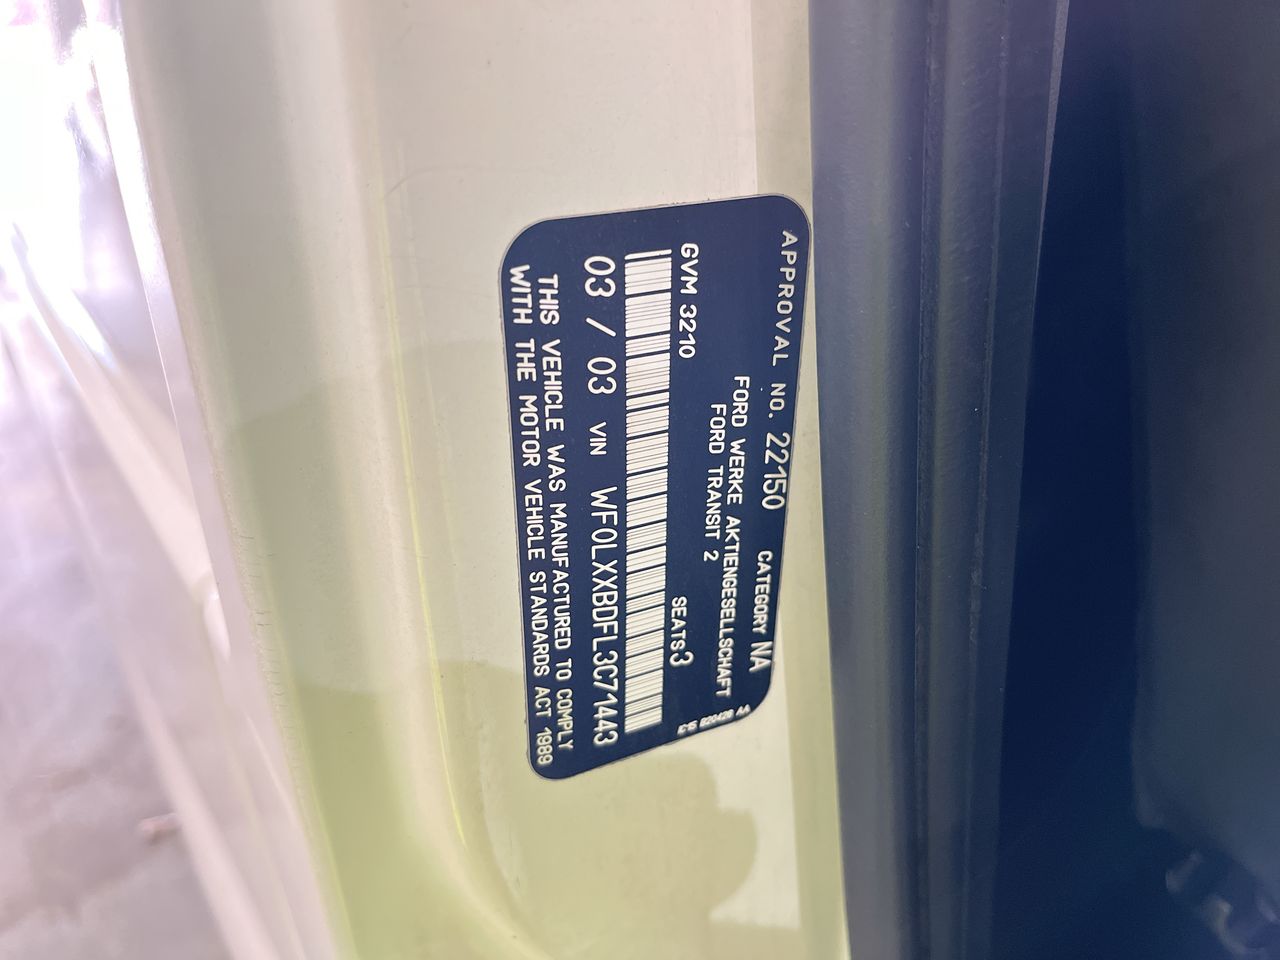 APPROVAL NO. 22150 CATEGORY NA
FORD WERKE AKTIENGESELLSCHAFT
FORD TRANSIT 2
GVM 3210 SEATS 3
03 / 03 VIN WF0LXXBDFL3C71443
THIS VEHICLE WAS MANUFACTURED TO COMPLY
WITH THE MOTOR VEHICLE STANDARDS ACT 1989